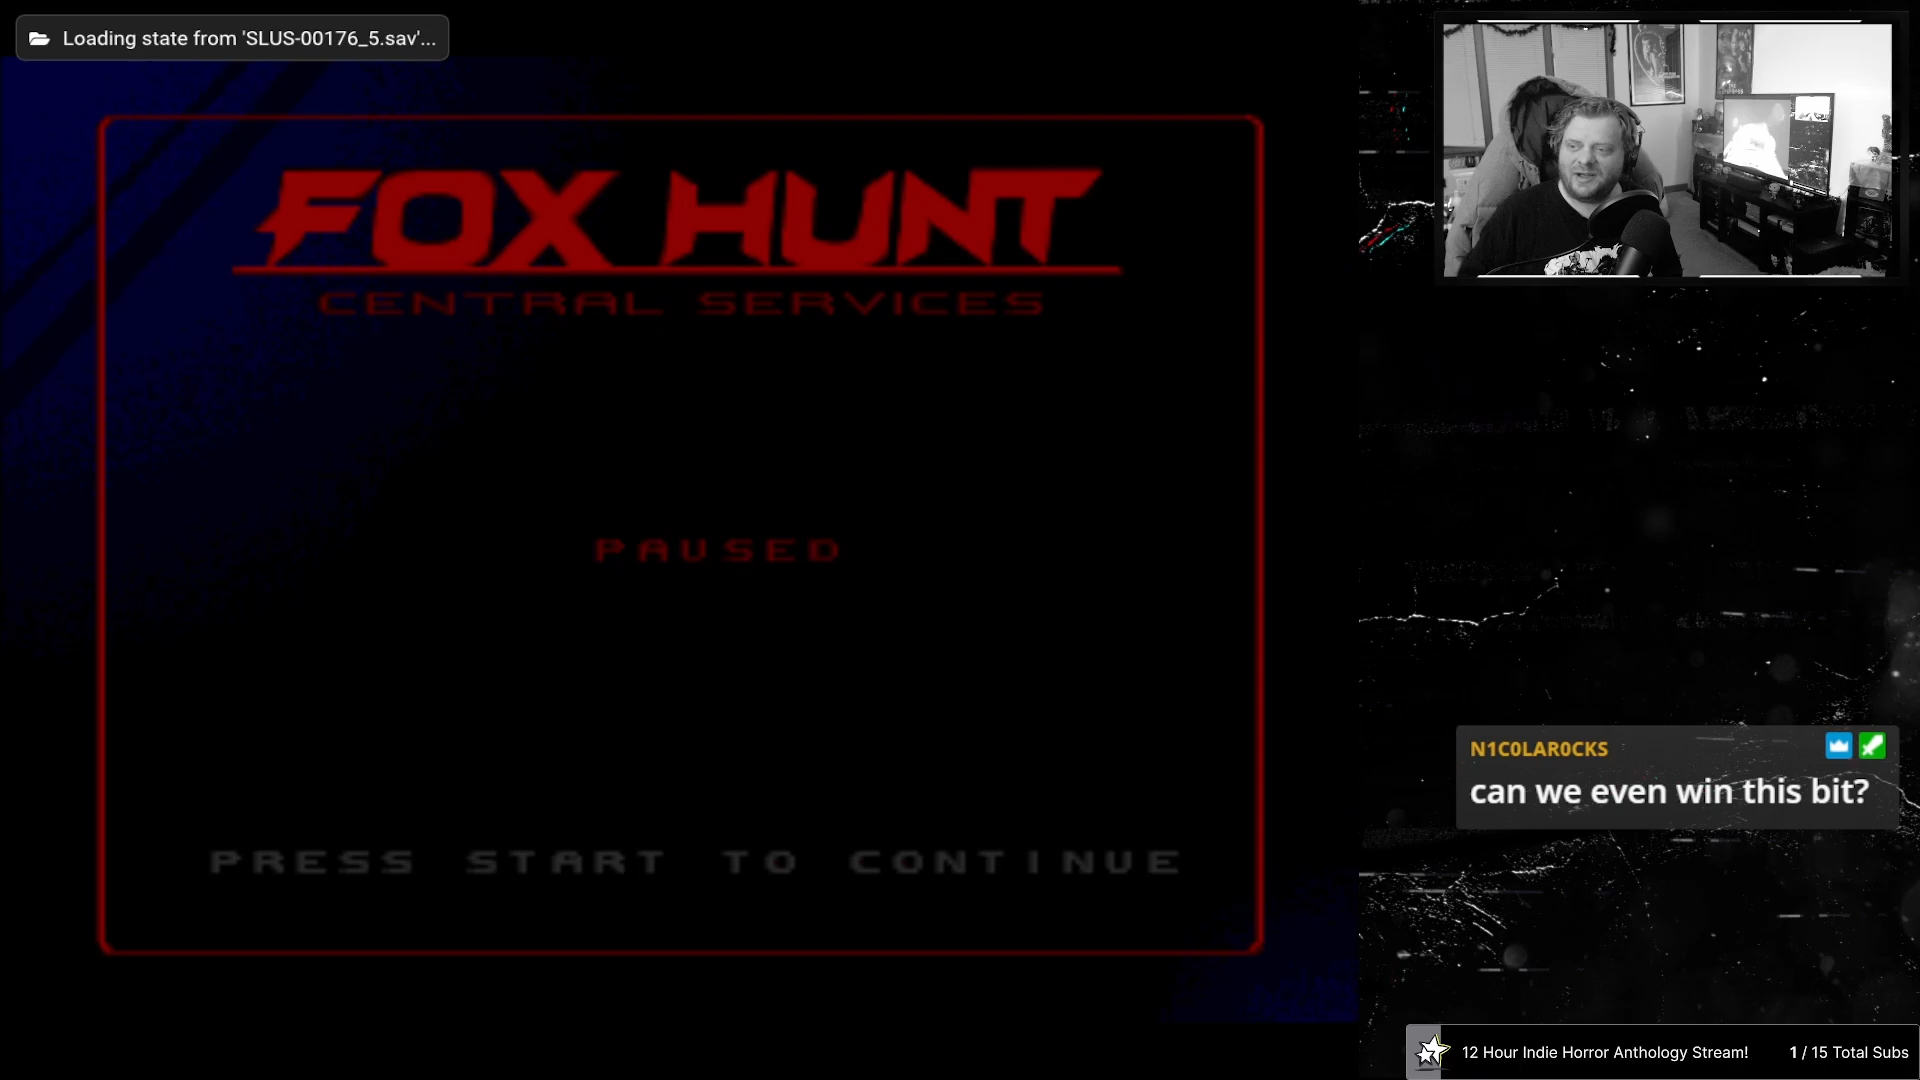 Loading state from 'SLUS-00176_5.sav'...
FOX HUNT
CENTRAL SERVICES
PAUSED
PRESS START TO CONTINUE
N1C0LAR0CKS
can we even win this bit?
12 Hour Indie Horror Anthology Stream! 1 / 15 Total Subs